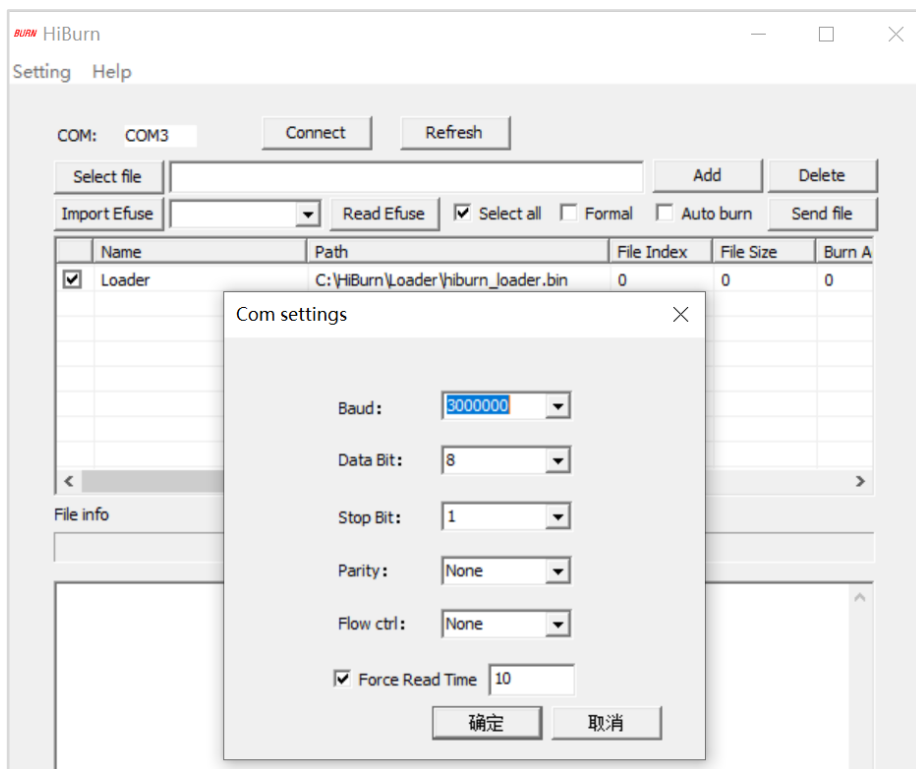 BURN HiBurn
Setting Help
COM: COM3 Connect Refresh
Select file Add Delete
Import Efuse Read Efuse Select all Formal Auto burn Send file
Name Path File Index File Size Burn A
Loader C:\HiBurn\Loader\hiburn_loader.bin 0 0 0
Com settings
Baud: 3000000
Data Bit: 8
Stop Bit: 1
Parity: None
Flow ctrl: None
Force Read Time 10
确定 取消
File info